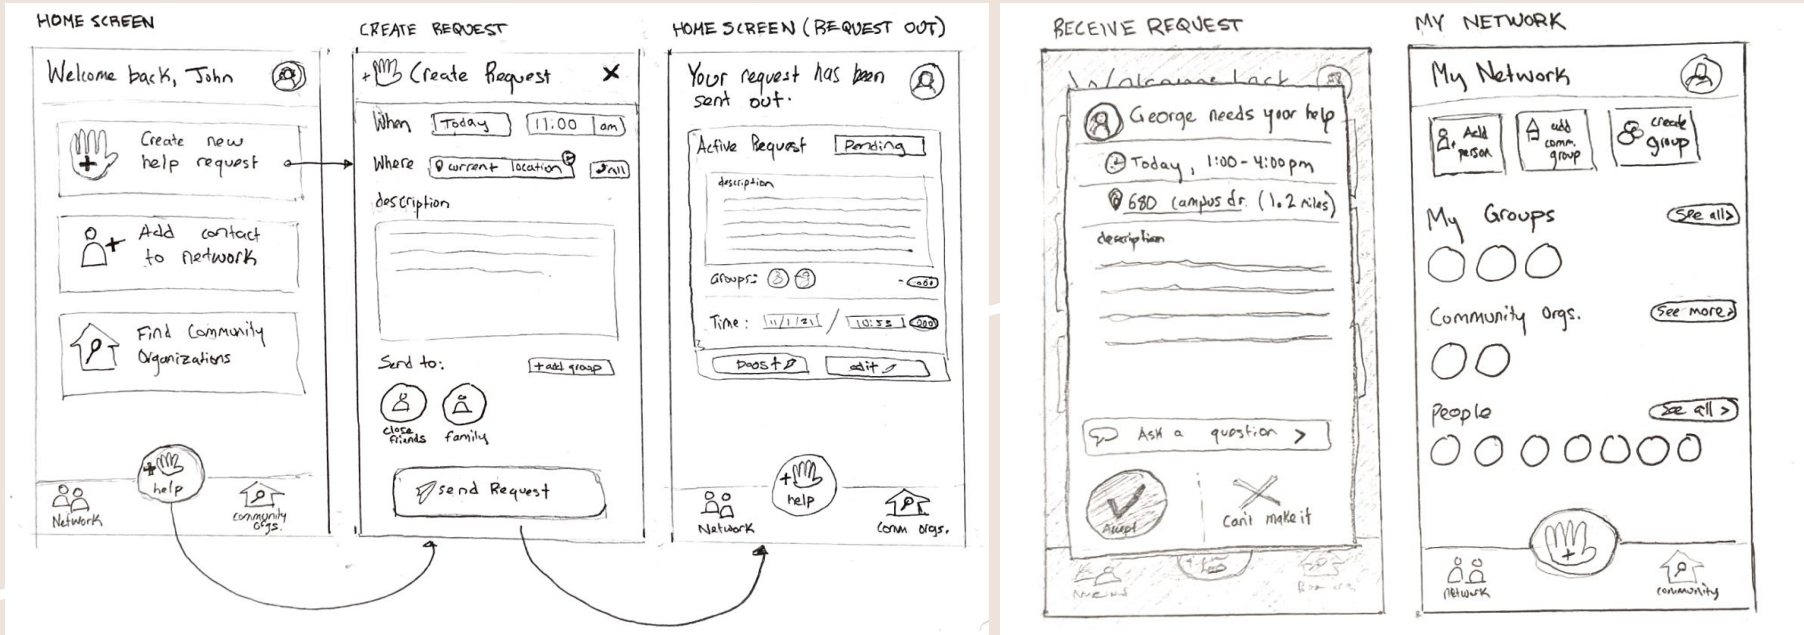 HOME SCREEN
Welcome back, John
Create new
help request
Add contact
to network
Find Community
Organizations
+ help
Network
Community
Orgs.
CREATE REQUEST
+ Create Request X
When Today 11:00 am
Where current location
description
Send to: +add group
close
friends
family
Send Request
HOME SCREEN (REQUEST OUT)
Your request has been
sent out.
Active Request Pending
description
Groups:
Time: 11/1/21 / 10:53
boost edit
+ help
Network
Comm orgs.
RECEIVE REQUEST
Welcome back
George needs your help
Today, 1:00-4:00pm
680 campus dr. (1.2 miles)
description
Ask a question >
Accept
Can't make it
MY NETWORK
My Network
Add
person
add
comm.
group
create
group
My Groups See all>
Community Orgs. See more>
People See all >
network
community